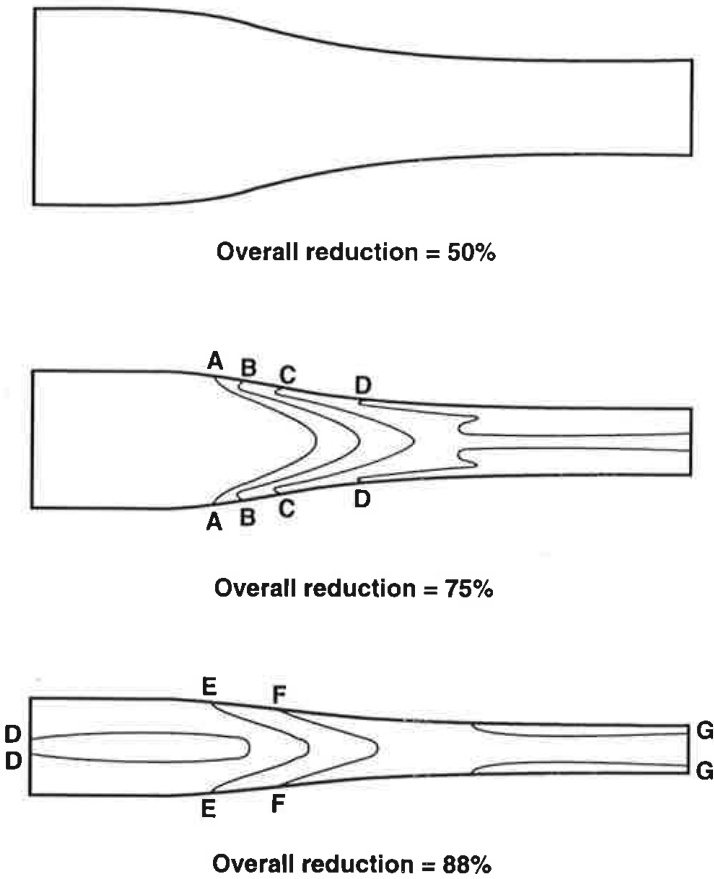 Overall reduction = 50%
A B C D
A B C D
Overall reduction = 75%
E F
D G
D G
E F
Overall reduction = 88%